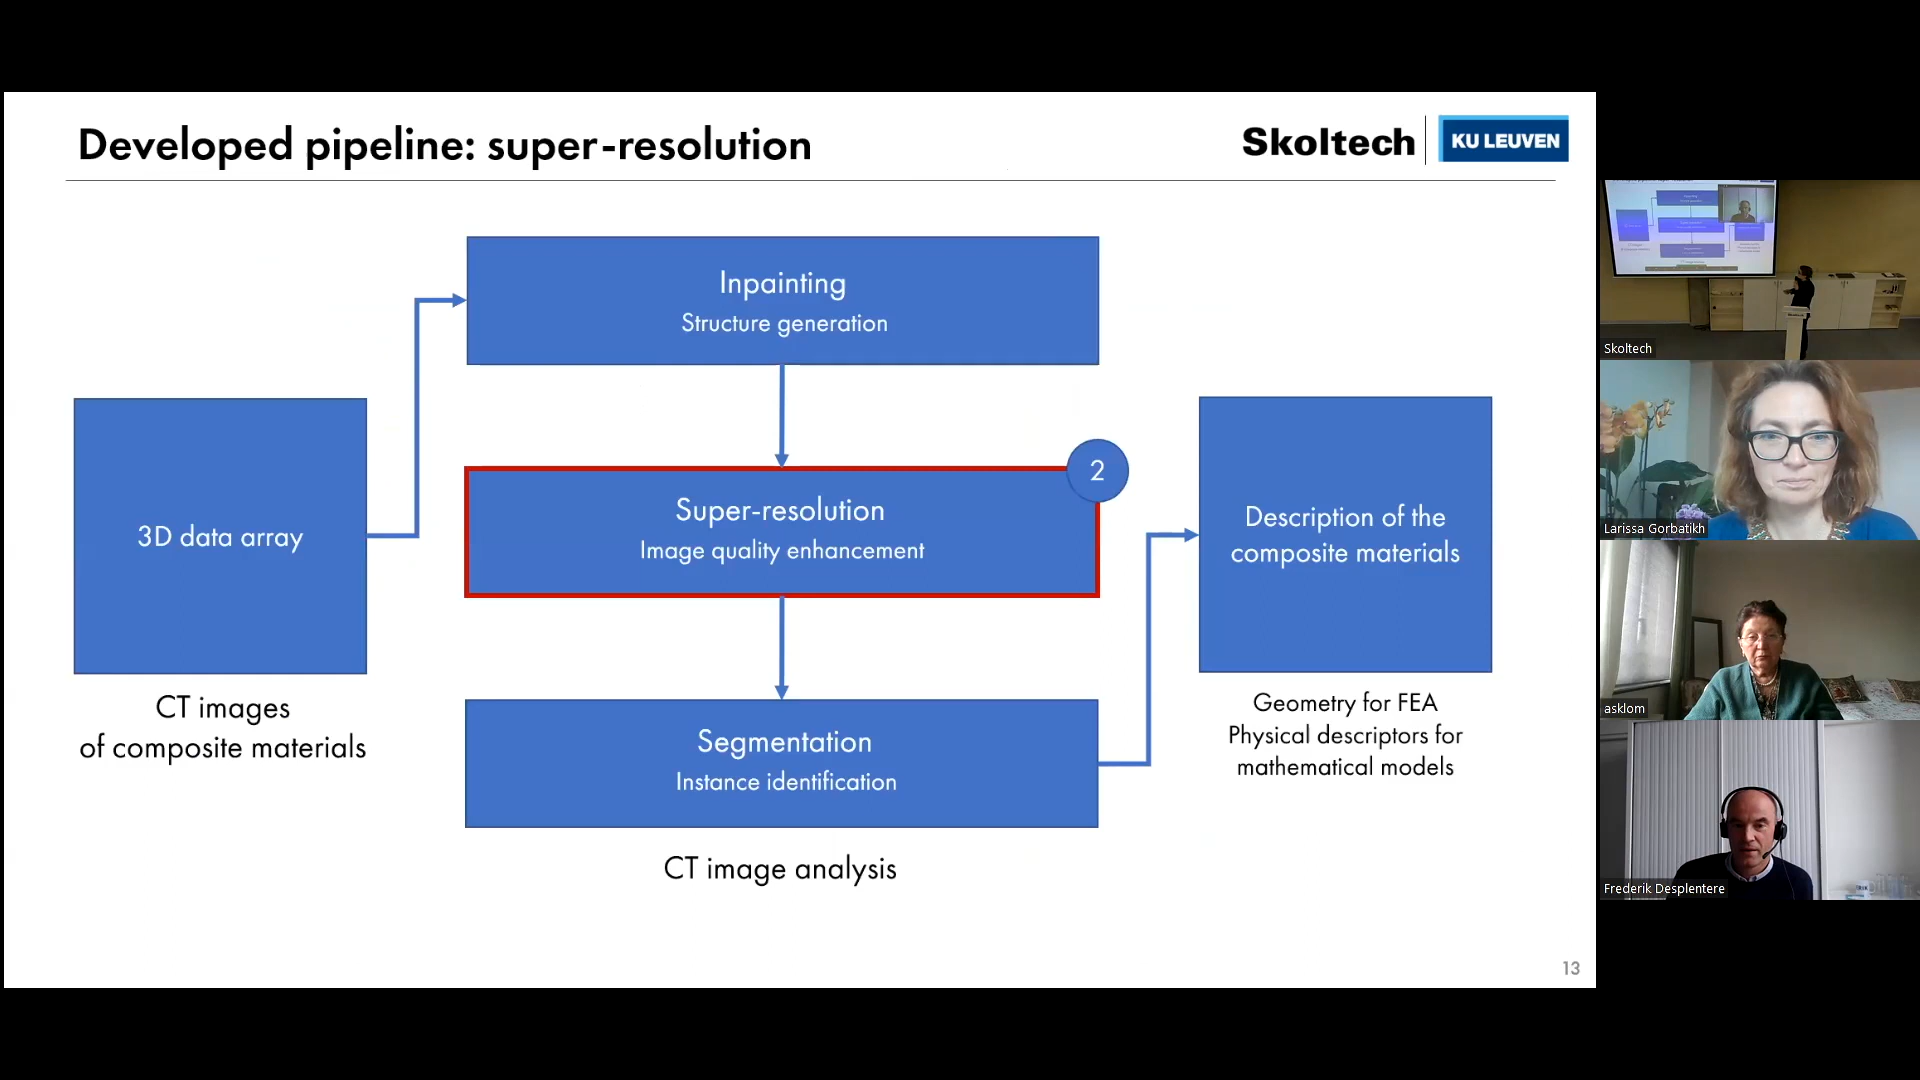 Developed pipeline: super-resolution
Skoltech
KU LEUVEN
Inpainting
Structure generation
3D data array
CT images
of composite materials
2
Super-resolution
Image quality enhancement
Segmentation
Instance identification
CT image analysis
Description of the
composite materials
Geometry for FEA
Physical descriptors for
mathematical models
13
Skoltech
Larissa Gorbatikh
asklom
Frederik Desplentere